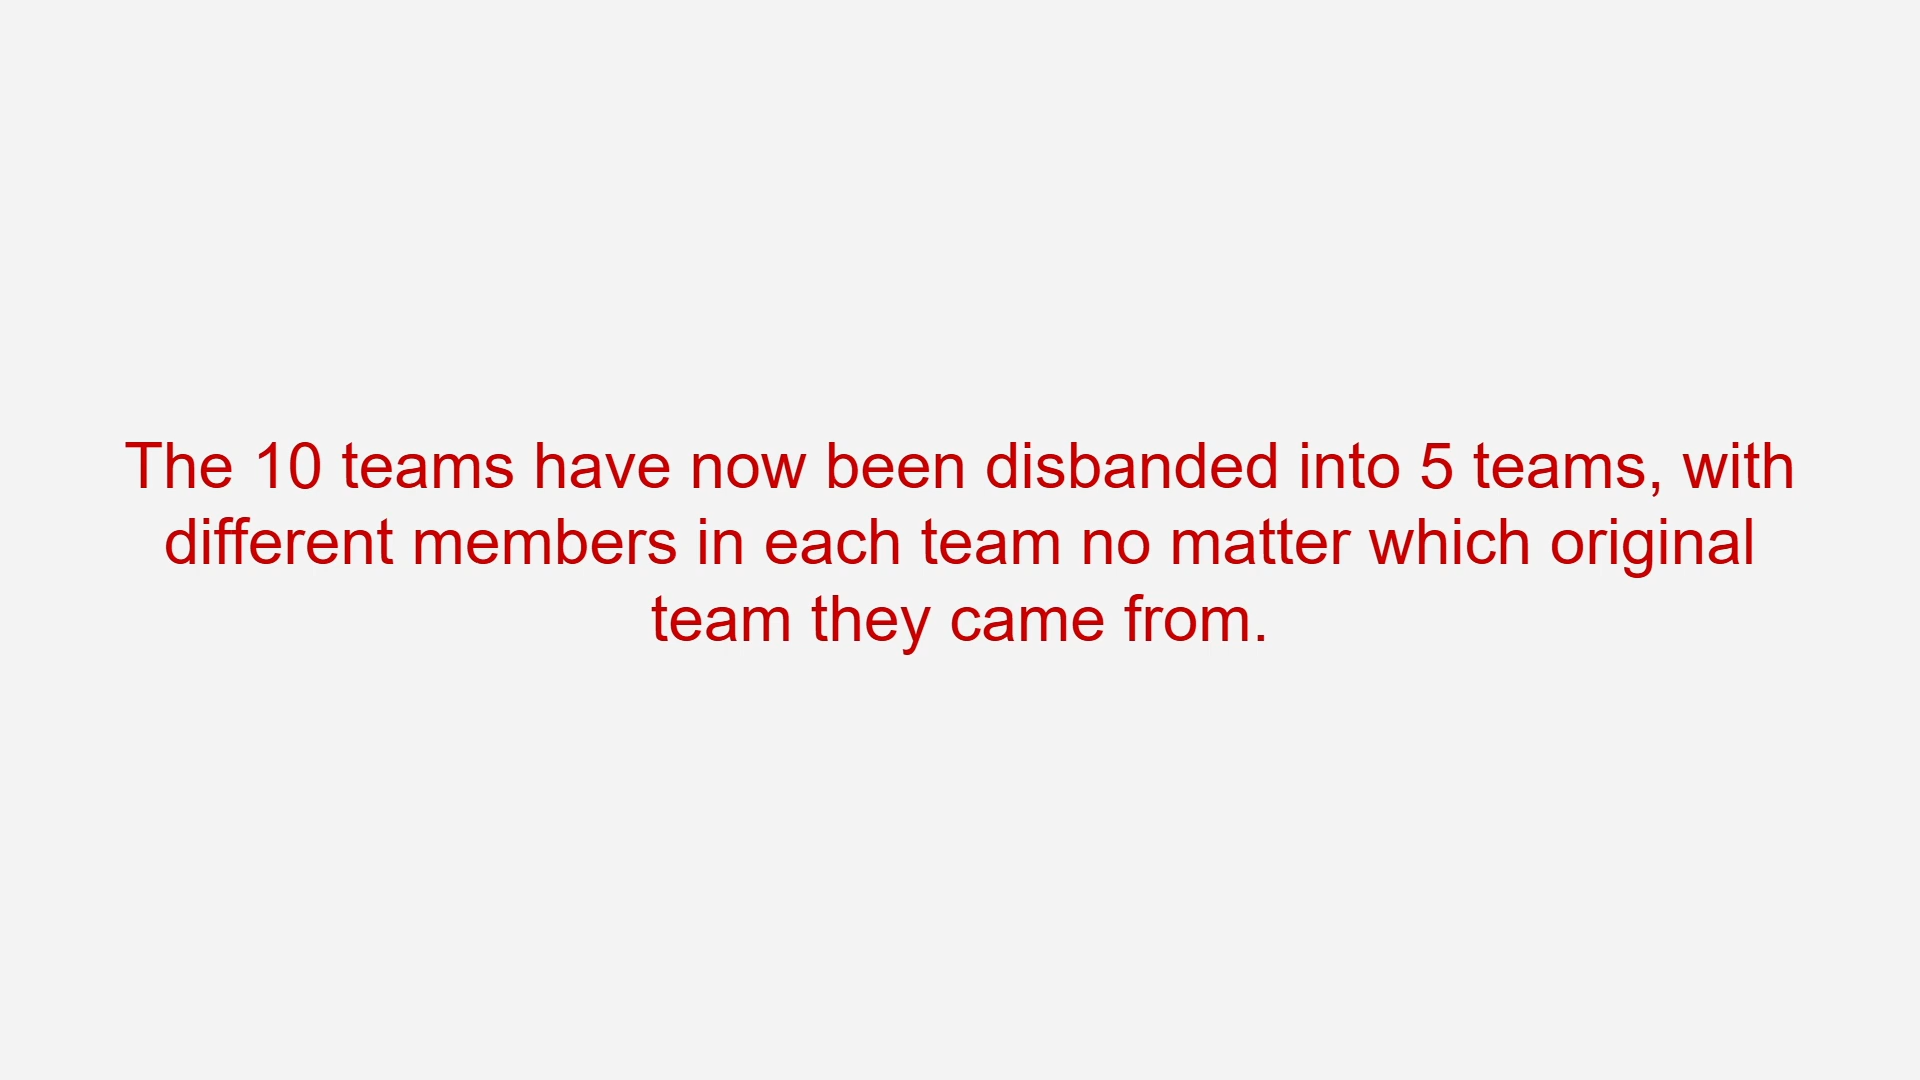 The 10 teams have now been disbanded into 5 teams, with
different members in each team no matter which original
team they came from.